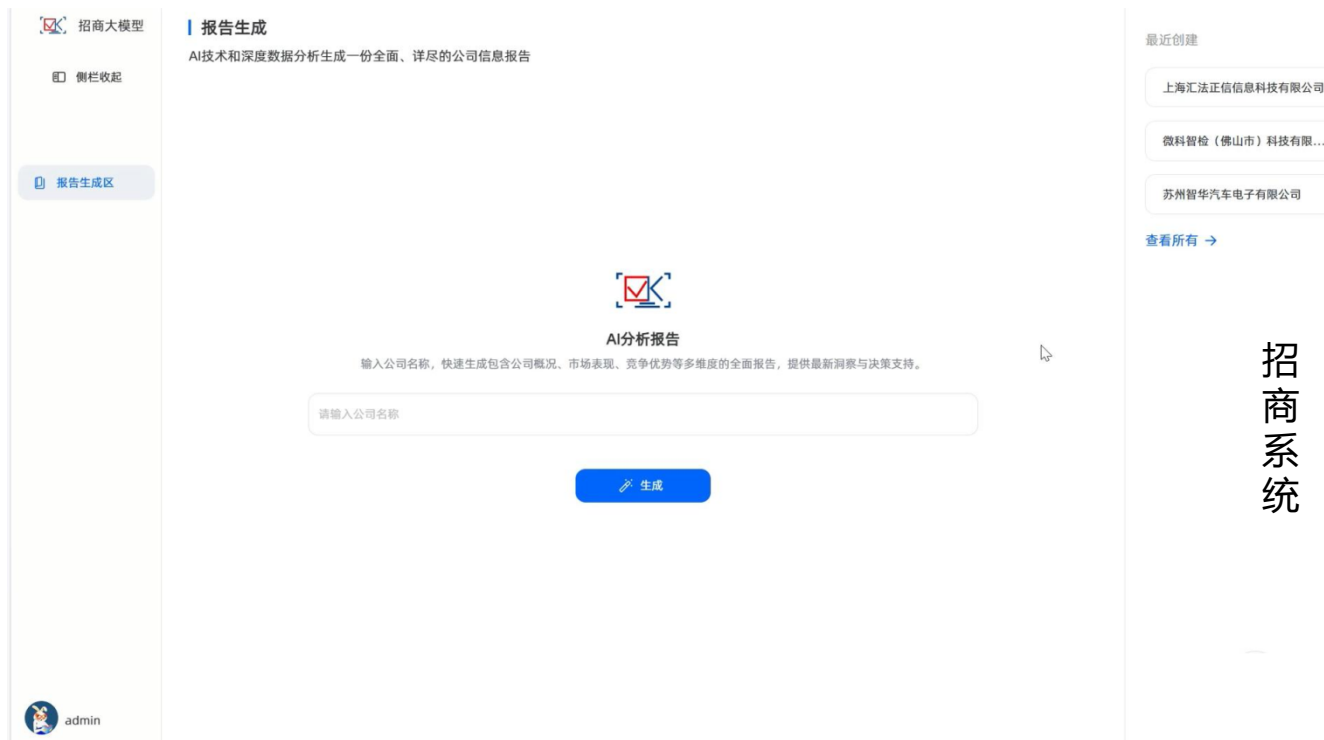 招商大模型
侧栏收起
报告生成区
admin
报告生成
AI技术和深度数据分析生成一份全面、详尽的公司信息报告
AI分析报告
输入公司名称，快速生成包含公司概况、市场表现、竞争优势等多维度的全面报告，提供最新洞察与决策支持。
请输入公司名称
生成
最近创建
上海汇法正信信息科技有限公司
微科智检（佛山市）科技有限...
苏州智华汽车电子有限公司
查看所有 →
招商系统